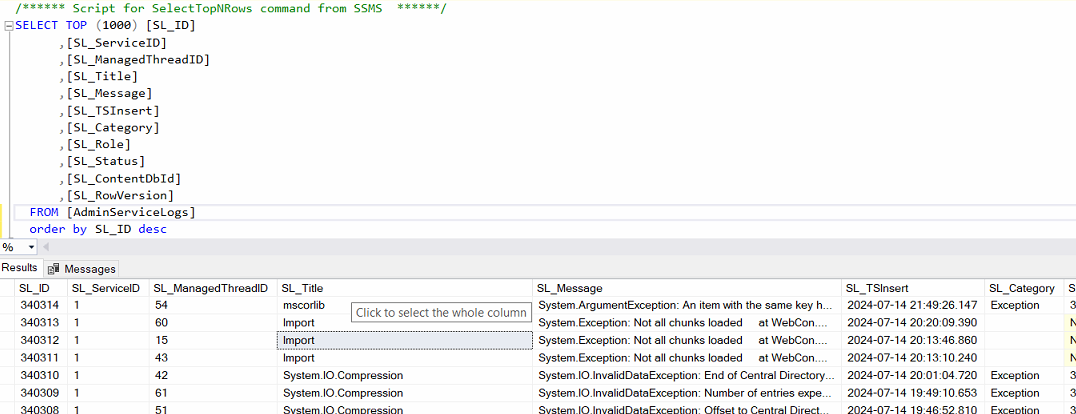 /****** Script for SelectTopNRows command from SSMS  ******/
SELECT TOP (1000) [SL_ID]
,[SL_ServiceID]
,[SL_ManagedThreadID]
,[SL_Title]
,[SL_Message]
,[SL_TSInsert]
,[SL_Category]
,[SL_Role]
,[SL_Status]
,[SL_ContentDbId]
,[SL_RowVersion]
FROM [AdminServiceLogs]
order by SL_ID desc
%
Results Messages
SL_ID SL_ServiceID SL_ManagedThreadID SL_Title SL_Message SL_TSInsert SL_Category S
340314 1 54 mscorlib System.ArgumentException: An item with the same key h... 2024-07-14 21:49:26.147 Exception 3
Click to select the whole column
340313 1 60 Import System.Exception: Not all chunks loaded at WebCon.... 2024-07-14 20:20:09.390 N
340312 1 15 Import System.Exception: Not all chunks loaded at WebCon.... 2024-07-14 20:13:46.860 N
340311 1 43 Import System.Exception: Not all chunks loaded at WebCon.... 2024-07-14 20:13:10.240 N
340310 1 42 System.IO.Compression System.IO.InvalidDataException: End of Central Directory... 2024-07-14 20:01:04.720 Exception 3
340309 1 61 System.IO.Compression System.IO.InvalidDataException: Number of entries expe... 2024-07-14 19:49:10.653 Exception 3
340308 1 51 System.IO.Compression System.IO.InvalidDataException: Offset to Central Direct... 2024-07-14 19:46:52.810 Exception 3